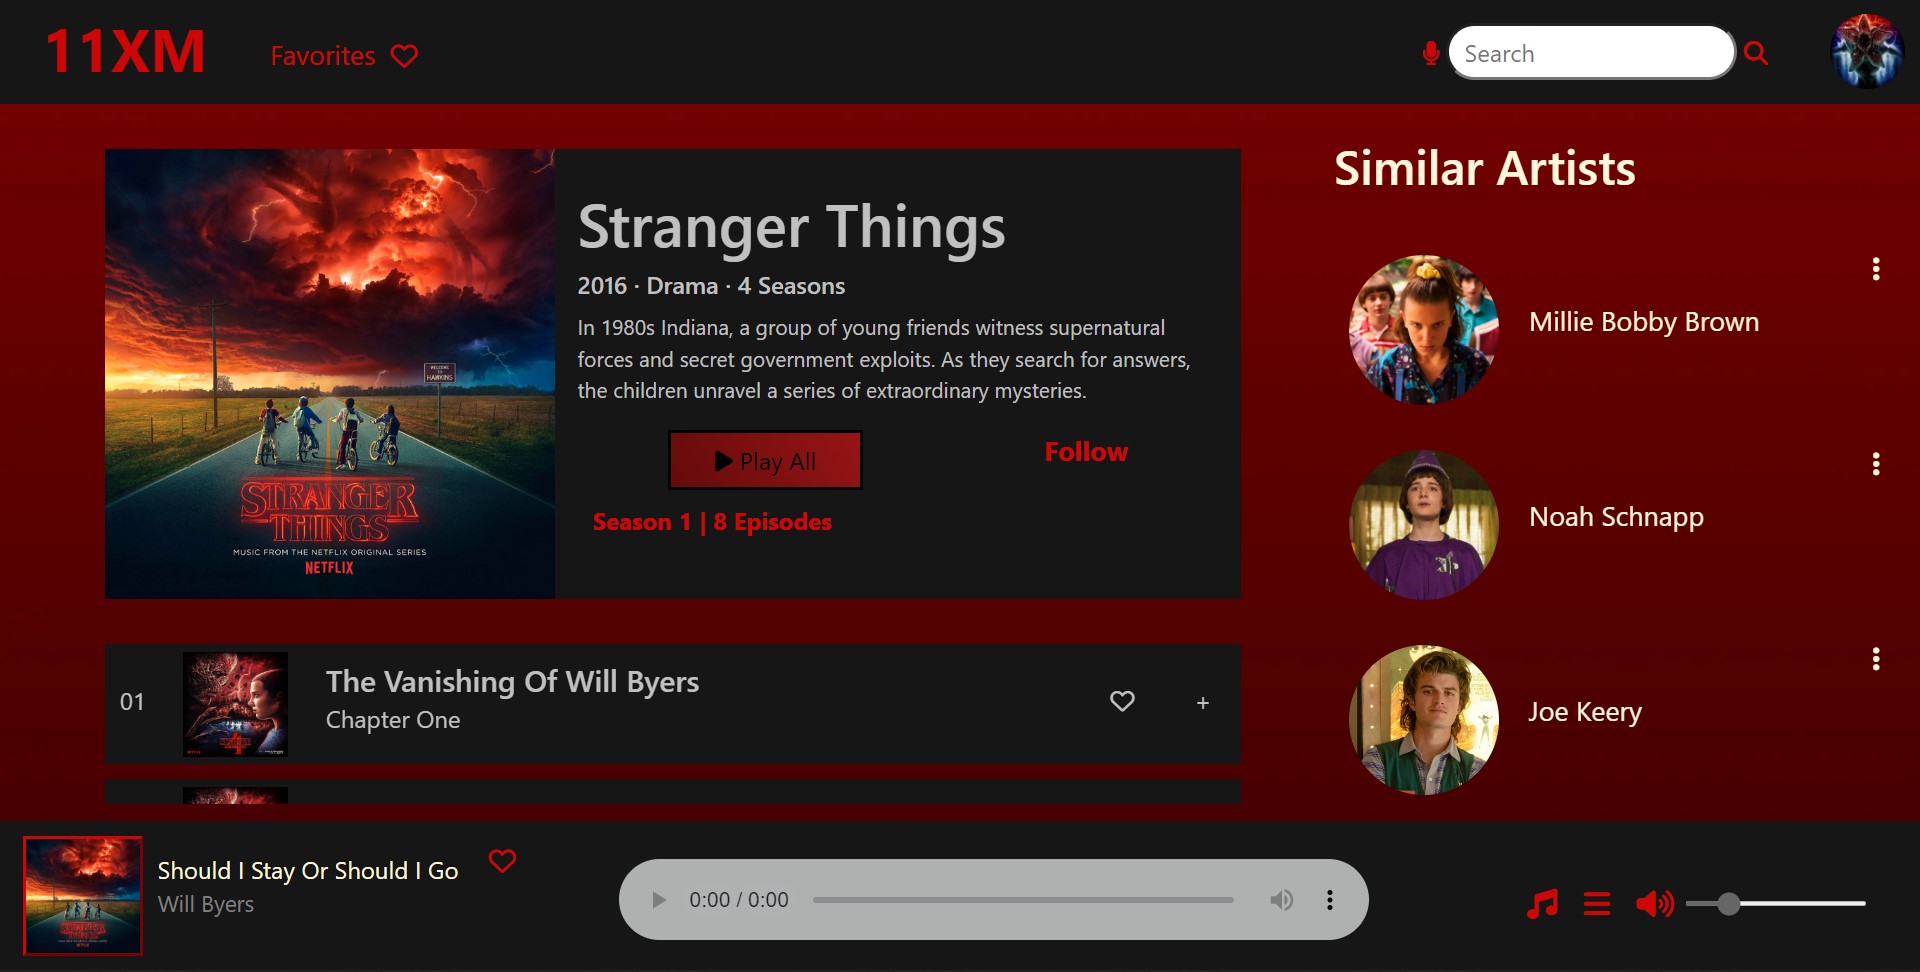 11XM
Favorites
Search
WELCOME
TO
HAWKINS
STRANGER
THINGS
MUSIC FROM THE NETFLIX ORIGINAL SERIES
NETFLIX
Stranger Things
2016 · Drama · 4 Seasons
In 1980s Indiana, a group of young friends witness supernatural
forces and secret government exploits. As they search for answers,
the children unravel a series of extraordinary mysteries.
Play All
Follow
Season 1 | 8 Episodes
Similar Artists
Millie Bobby Brown
Noah Schnapp
Joe Keery
01
The Vanishing Of Will Byers
Chapter One
+
Should I Stay Or Should I Go
Will Byers
0:00 / 0:00